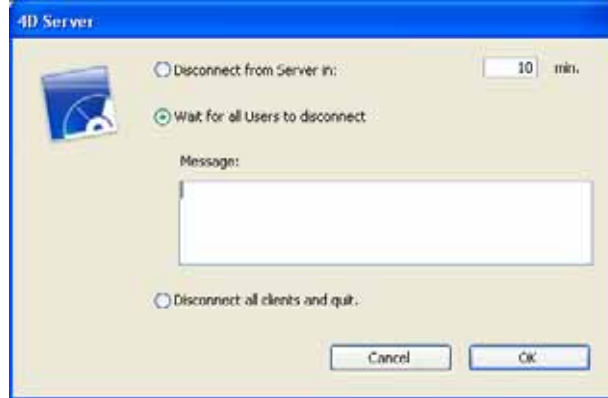 4D Server
Disconnect from Server in: 10 min.
Wait for all Users to disconnect
Message:
Disconnect all clients and quit.
Cancel OK